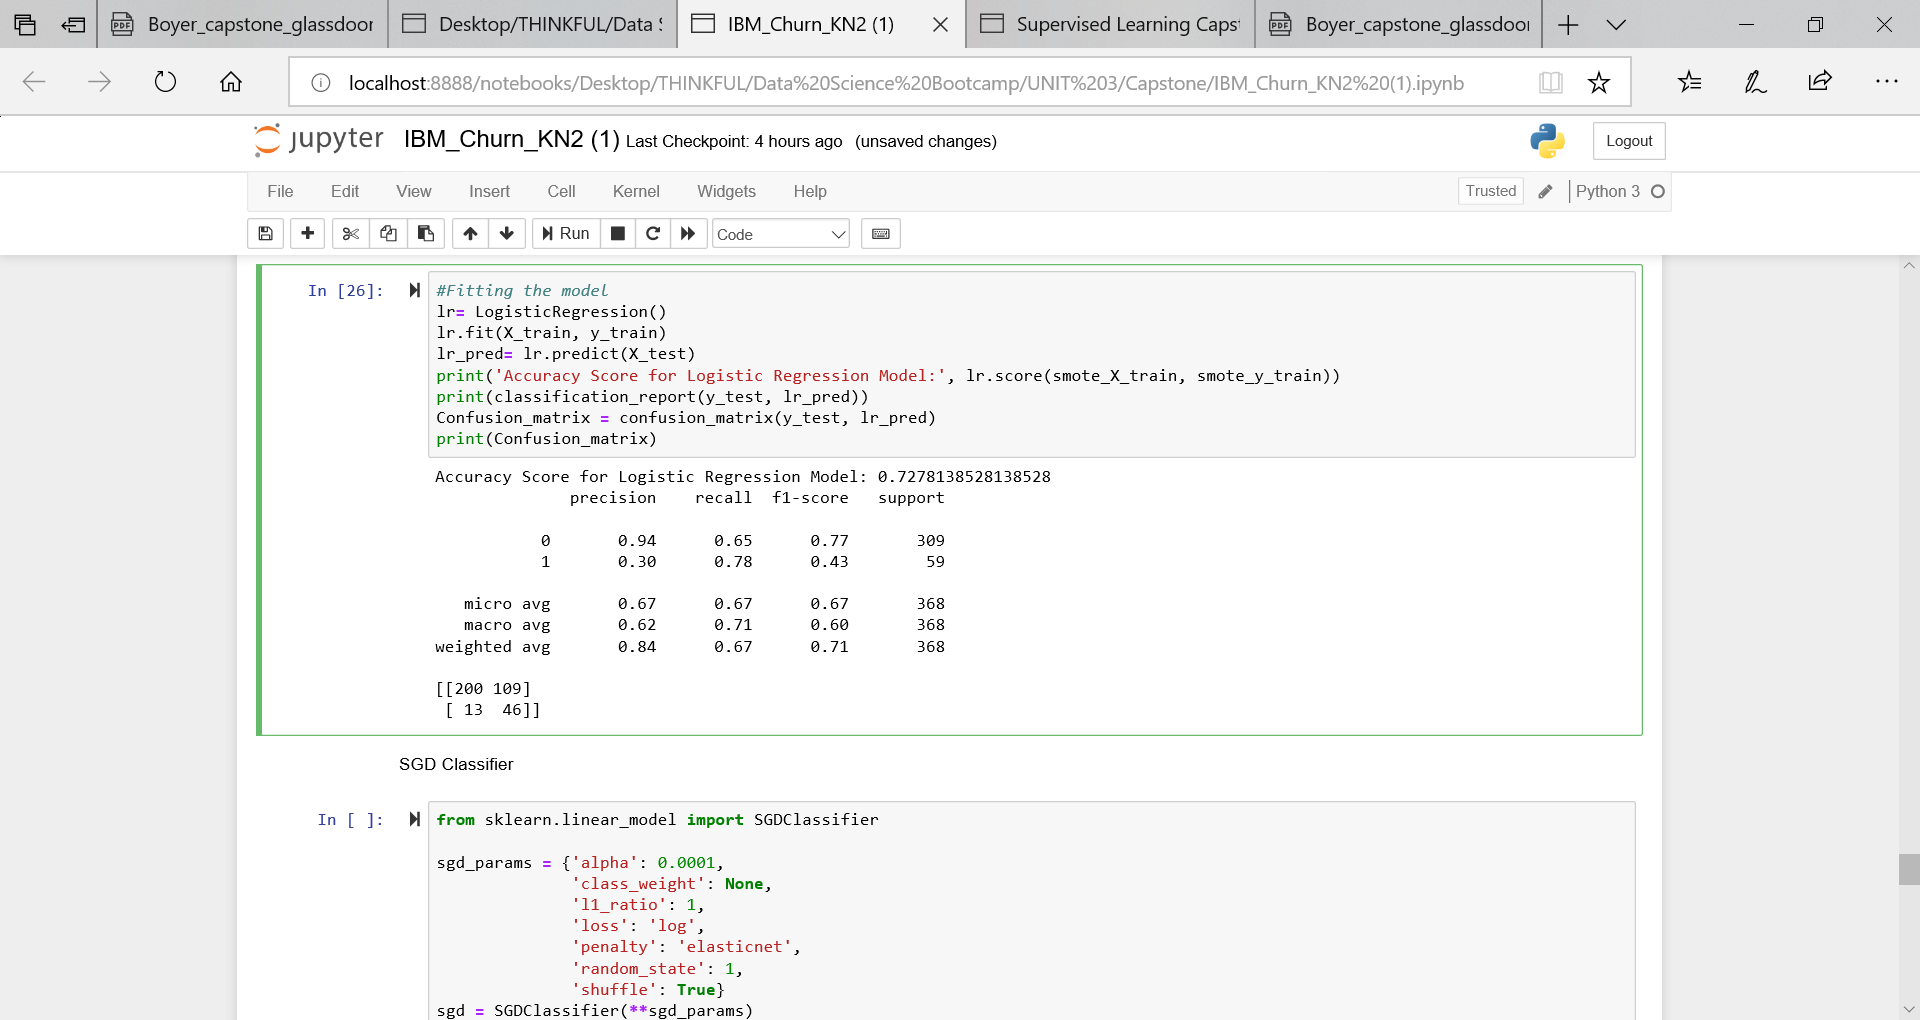 Boyer_capstone_glassdoor
Desktop/THINKFUL/Data S
IBM_Churn_KN2 (1)
Supervised Learning Caps
Boyer_capstone_glassdoor
localhost:8888/notebooks/Desktop/THINKFUL/Data%20Science%20Bootcamp/UNIT%203/Capstone/IBM_Churn_KN2%20(1).ipynb
jupyter IBM_Churn_KN2 (1) Last Checkpoint: 4 hours ago (unsaved changes)
Logout
File Edit View Insert Cell Kernel Widgets Help
Trusted Python 3
Run Code
In [26]:
#Fitting the model
lr= LogisticRegression()
lr.fit(X_train, y_train)
lr_pred= lr.predict(X_test)
print('Accuracy Score for Logistic Regression Model:', lr.score(smote_X_train, smote_y_train))
print(classification_report(y_test, lr_pred))
Confusion_matrix = confusion_matrix(y_test, lr_pred)
print(Confusion_matrix)
Accuracy Score for Logistic Regression Model: 0.7278138528138528
precision recall f1-score support
0 0.94 0.65 0.77 309
1 0.30 0.78 0.43 59
micro avg 0.67 0.67 0.67 368
macro avg 0.62 0.71 0.60 368
weighted avg 0.84 0.67 0.71 368
[[200 109]
[ 13 46]]
SGD Classifier
In [ ]:
from sklearn.linear_model import SGDClassifier
sgd_params = {'alpha': 0.0001,
'class_weight': None,
'l1_ratio': 1,
'loss': 'log',
'penalty': 'elasticnet',
'random_state': 1,
'shuffle': True}
sgd = SGDClassifier(**sgd_params)